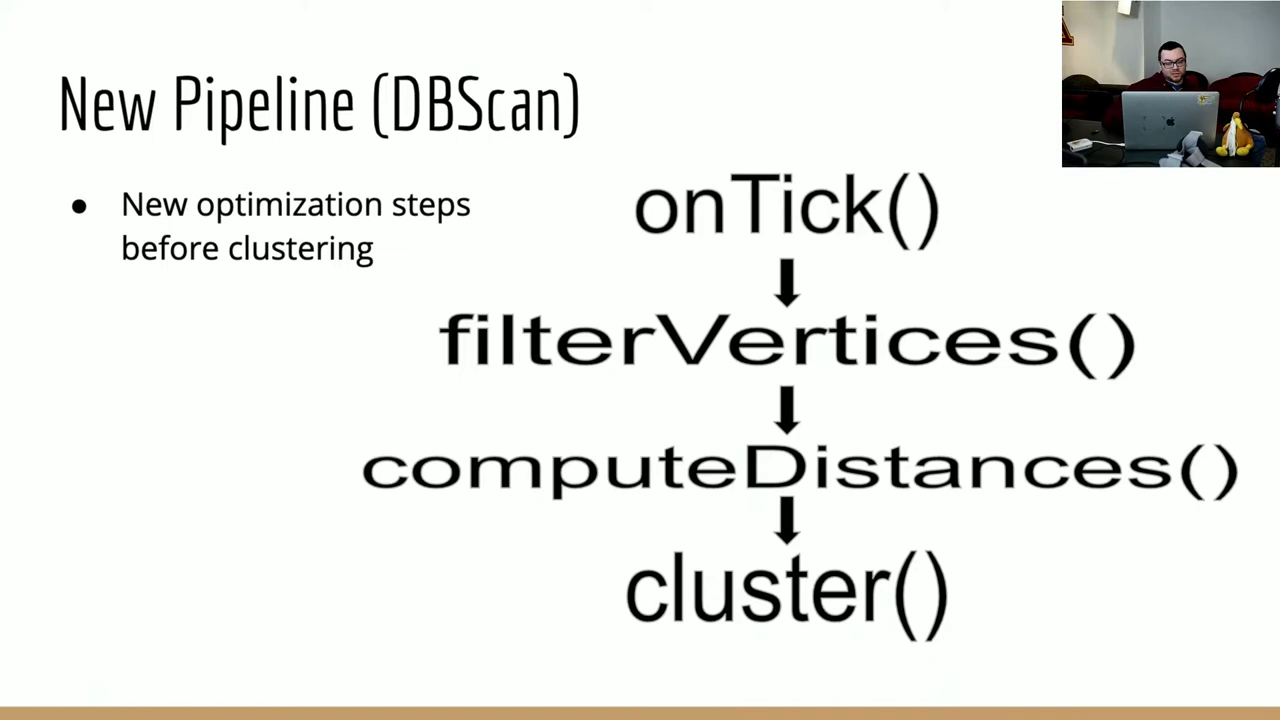 New Pipeline (DBScan)
● New optimization steps
before clustering
onTick()
filterVertices()
computeDistances()
cluster()